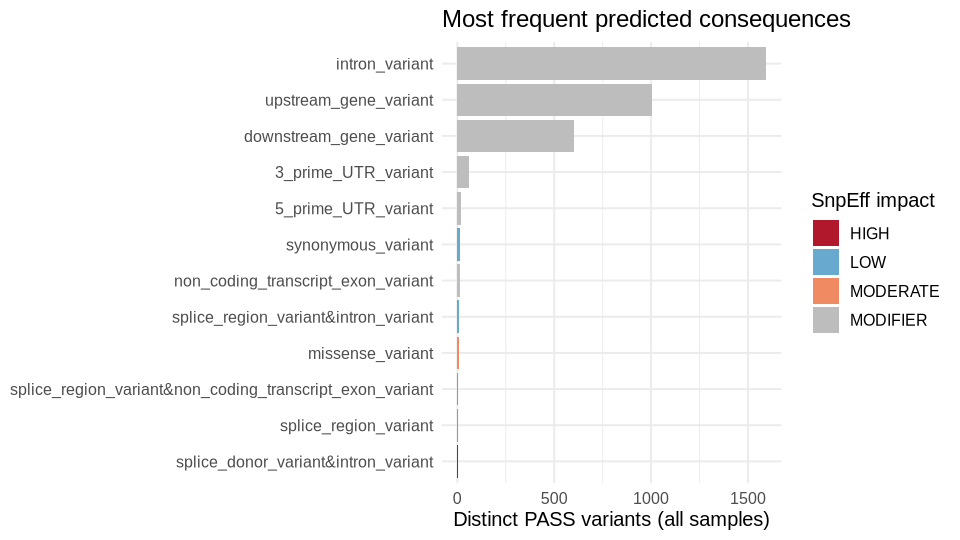 Most frequent predicted consequences
intron_variant
upstream_gene_variant
downstream_gene_variant
3_prime_UTR_variant
5_prime_UTR_variant
synonymous_variant
non_coding_transcript_exon_variant
splice_region_variant&intron_variant
missense_variant
splice_region_variant&non_coding_transcript_exon_variant
splice_region_variant
splice_donor_variant&intron_variant
0 500 1000 1500
Distinct PASS variants (all samples)
SnpEff impact
HIGH
LOW
MODERATE
MODIFIER